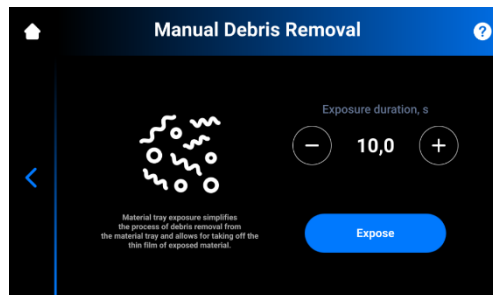 Manual Debris Removal
?
Exposure duration, s
− 10,0 +
Material tray exposure simplifies
the process of debris removal from
the material tray and allows for taking off the
thin film of exposed material.
Expose